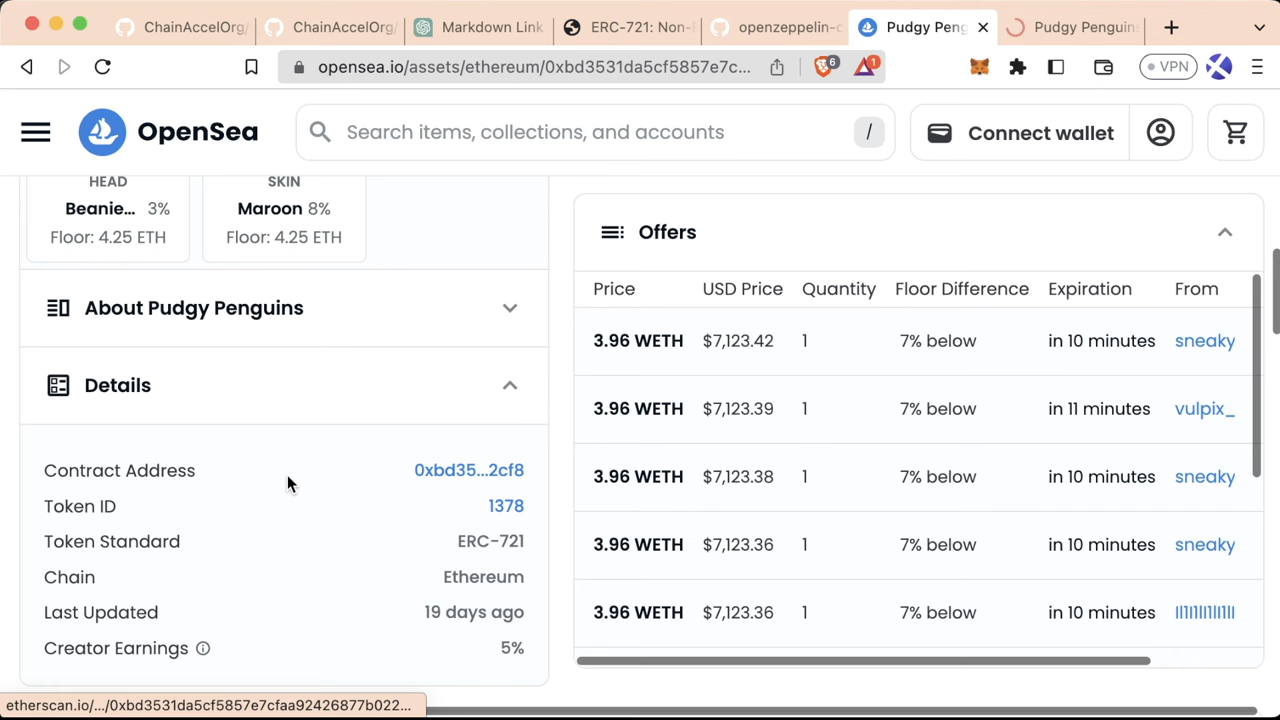 ChainAccelOrg/
ChainAccelOrg/
Markdown Link
ERC-721: Non-
openzeppelin-c
Pudgy Peng
Pudgy Penguins
opensea.io/assets/ethereum/0xbd3531da5cf5857e7c...
6
1
VPN
OpenSea
Search items, collections, and accounts
/
Connect wallet
HEAD
Beanie... 3%
Floor: 4.25 ETH
SKIN
Maroon 8%
Floor: 4.25 ETH
About Pudgy Penguins
Details
Contract Address 0xbd35...2cf8
Token ID 1378
Token Standard ERC-721
Chain Ethereum
Last Updated 19 days ago
Creator Earnings 5%
Offers
Price USD Price Quantity Floor Difference Expiration From
3.96 WETH $7,123.42 1 7% below in 10 minutes sneaky
3.96 WETH $7,123.39 1 7% below in 11 minutes vulpix_
3.96 WETH $7,123.38 1 7% below in 10 minutes sneaky
3.96 WETH $7,123.36 1 7% below in 10 minutes sneaky
3.96 WETH $7,123.36 1 7% below in 10 minutes
etherscan.io/.../0xbd3531da5cf5857e7cfaa92426877b022...